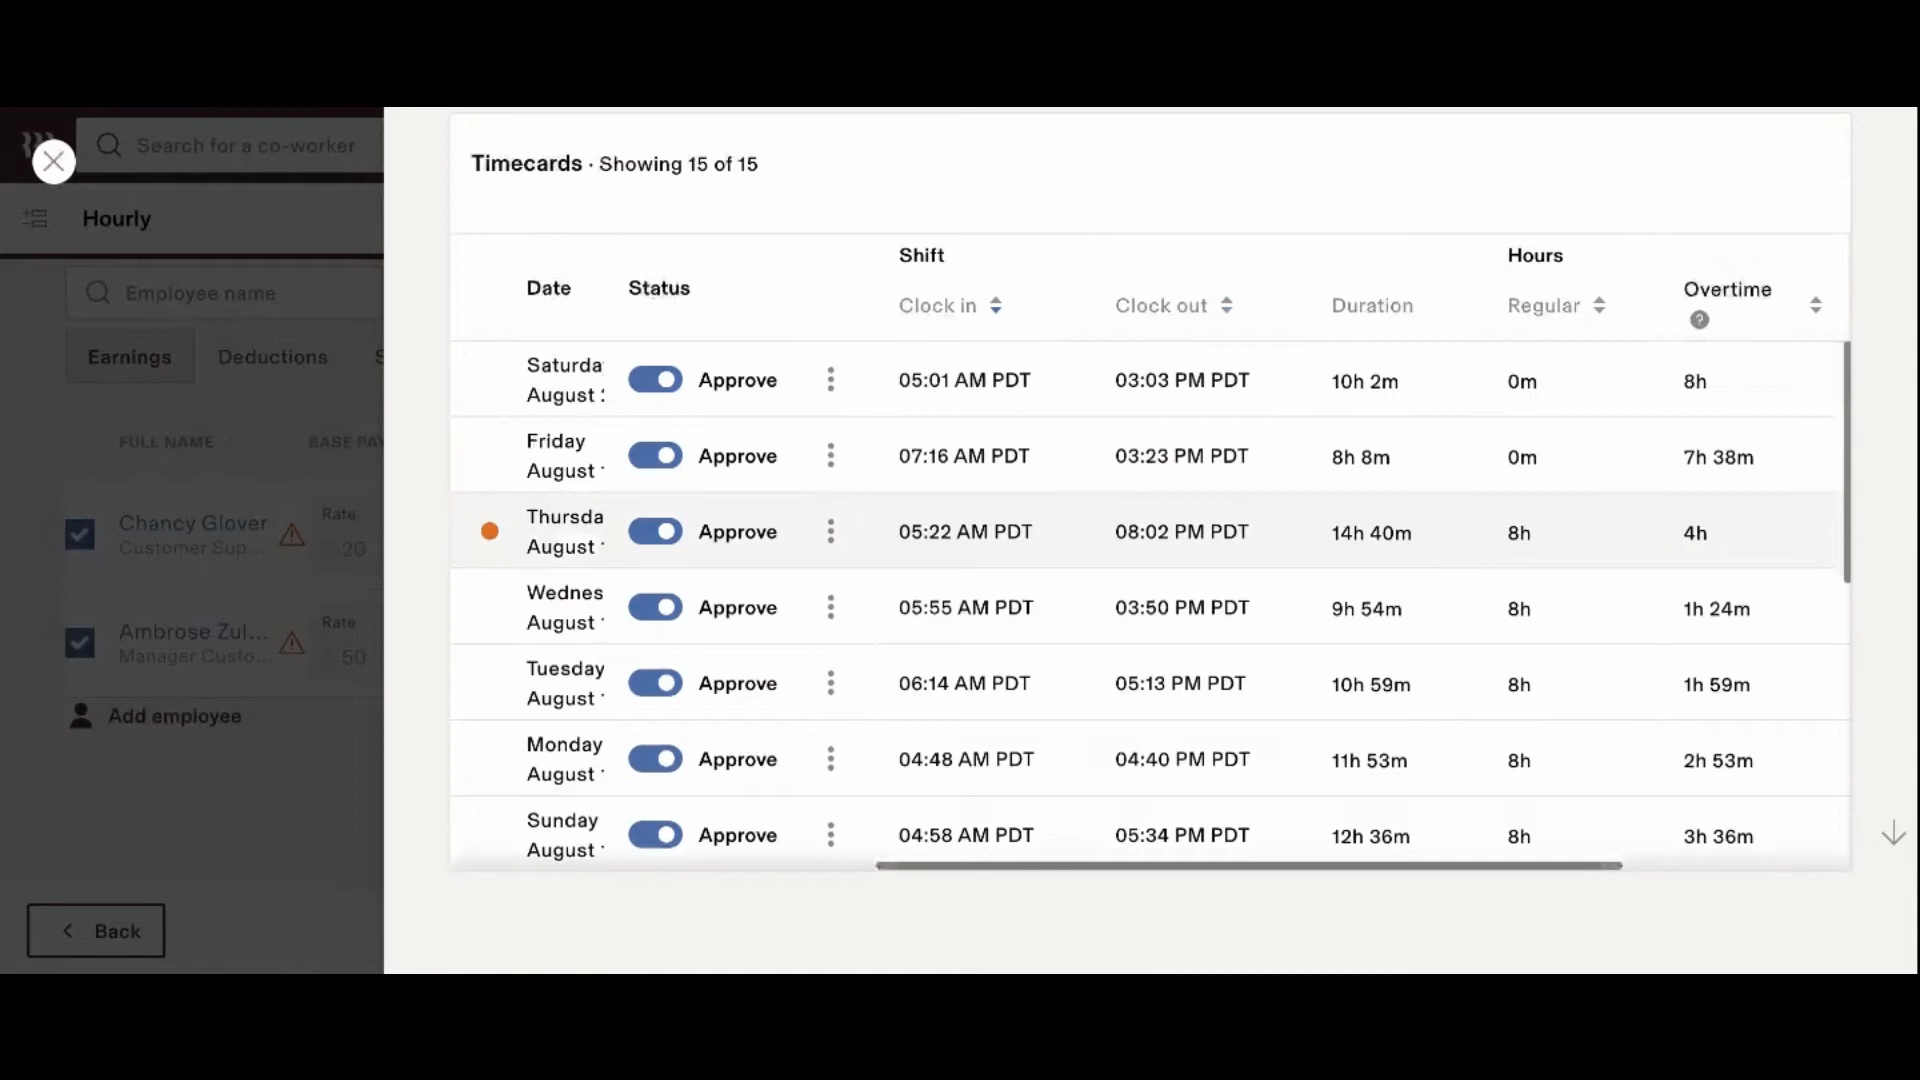 Search for a co-worker
Hourly
Employee name
Earnings Deductions S
FULL NAME BASE PAY
Chancy Glover
Customer Sup...
Rate
20
Ambrose Zul...
Manager Custo...
Rate
50
Add employee
Back
Timecards · Showing 15 of 15
Date Status Shift Hours
Clock in Clock out Duration Regular Overtime
?
Saturda
August
Approve 05:01 AM PDT 03:03 PM PDT 10h 2m 0m 8h
Friday
August
Approve 07:16 AM PDT 03:23 PM PDT 8h 8m 0m 7h 38m
Thursda
August
Approve 05:22 AM PDT 08:02 PM PDT 14h 40m 8h 4h
Wednes
August
Approve 05:55 AM PDT 03:50 PM PDT 9h 54m 8h 1h 24m
Tuesday
August
Approve 06:14 AM PDT 05:13 PM PDT 10h 59m 8h 1h 59m
Monday
August
Approve 04:48 AM PDT 04:40 PM PDT 11h 53m 8h 2h 53m
Sunday
August
Approve 04:58 AM PDT 05:34 PM PDT 12h 36m 8h 3h 36m